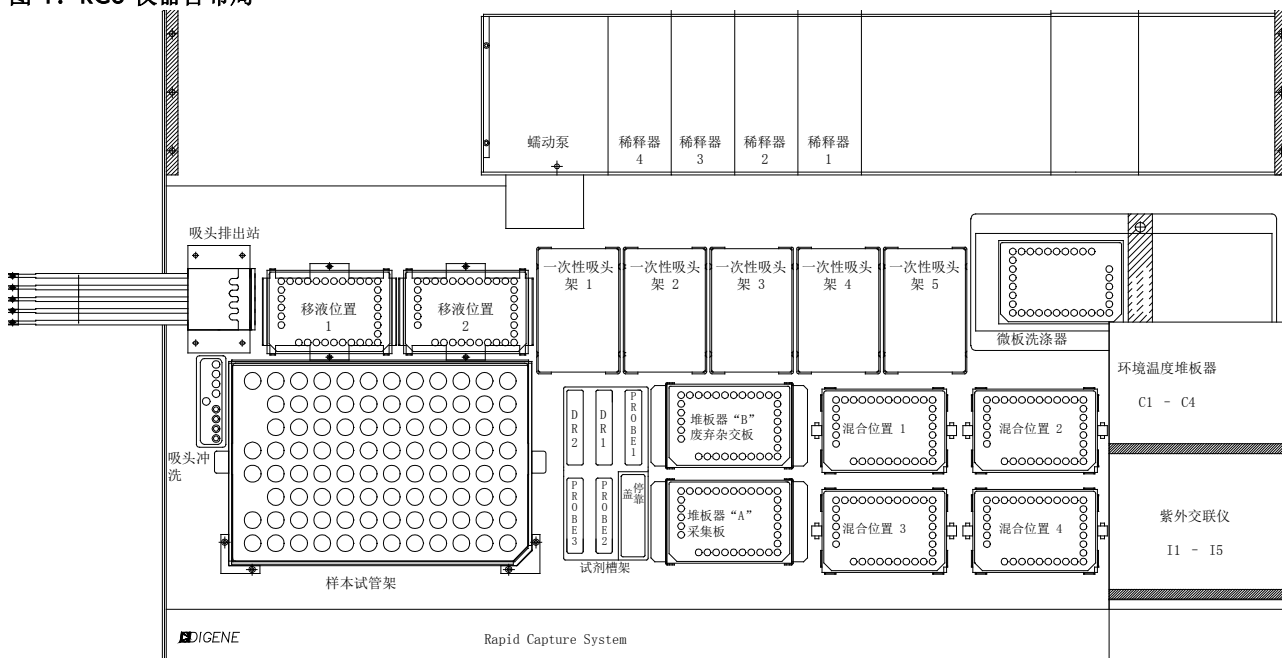 图 1：RCS 仪器台布局
蠕动泵
稀释器
4
稀释器
3
稀释器
2
稀释器
1
吸头排出站
移液位置
1
移液位置
2
一次性吸头
架 1
一次性吸头
架 2
一次性吸头
架 3
一次性吸头
架 4
一次性吸头
架 5
微板洗涤器
环境温度堆板器
C1 - C4
吸头冲
洗
DR2
DR1
PROBE1
堆板器“B”
废弃杂交板
混合位置 1
混合位置 2
PROBE3
PROBE2
停靠
盖
堆板器“A”
采集板
混合位置 3
混合位置 4
紫外交联仪
I1 - I5
试剂槽架
样本试管架
DIGENE
Rapid Capture System